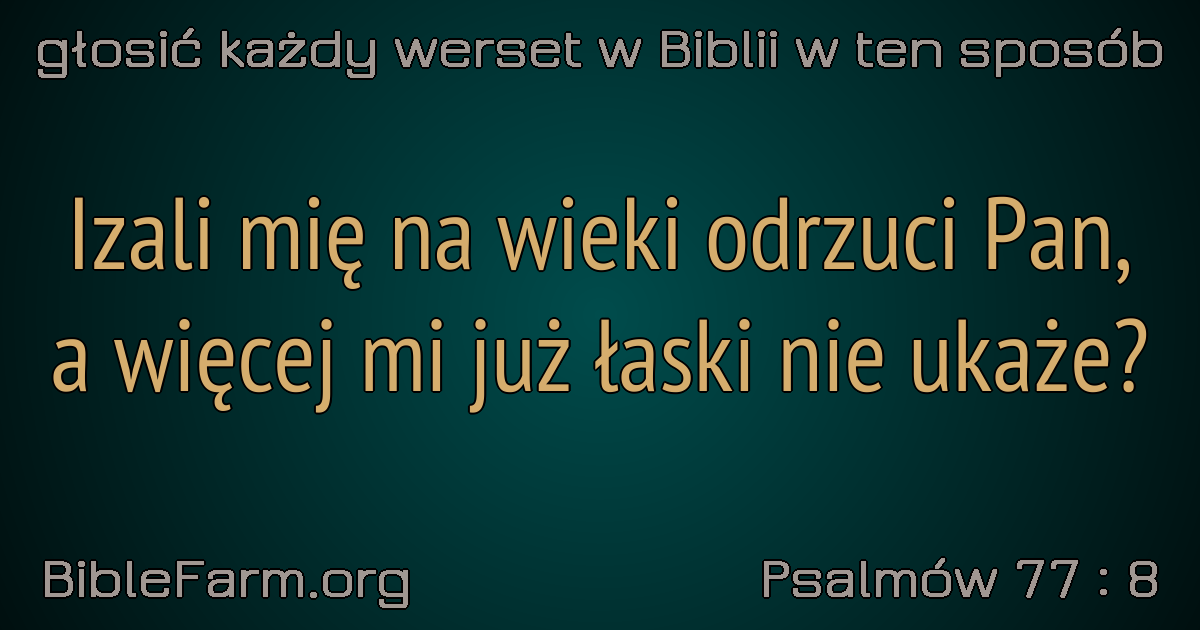 głosić każdy werset w Biblii w ten sposób
Izali mię na wieki odrzuci Pan,
a więcej mi już łaski nie ukaże?
BibleFarm.org
Psalmów 77 : 8